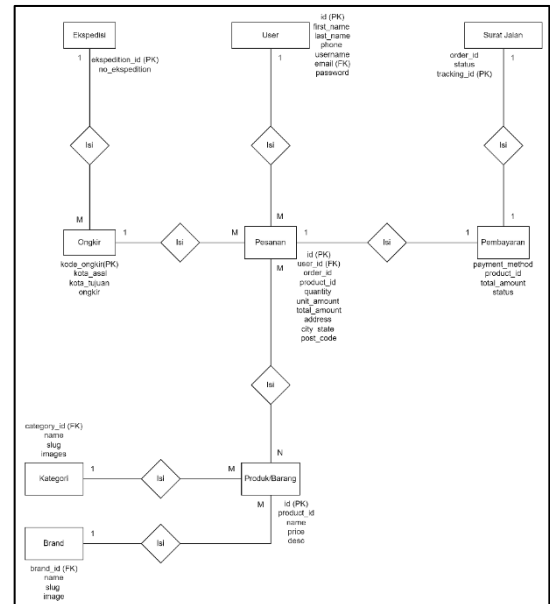 Ekspedisi
1
ekspedition_id (PK)
no_ekspedition
User
1
id (PK)
first_name
last_name
phone
username
email (FK)
password
Surat Jalan
1
order_id
status
tracking_id (PK)
Isi
Isi
Isi
M
M
1
Ongkir
1
Isi
M
Pesanan
1
Isi
1
Pembayaran
kode_ongkir(PK)
kota_asal
kota_tujuan
ongkir
M
id (PK)
user_id (FK)
order_id
product_id
quantity
unit_amount
total_amount
address
city_state
post_code
payment_method
product_id
total_amount
status
Isi
N
category_id (FK)
name
slug
images
Kategori
1
Isi
M
Produk/Barang
M
id (PK)
product_id
name
price
desc
Brand
1
Isi
brand_id (FK)
name
slug
image